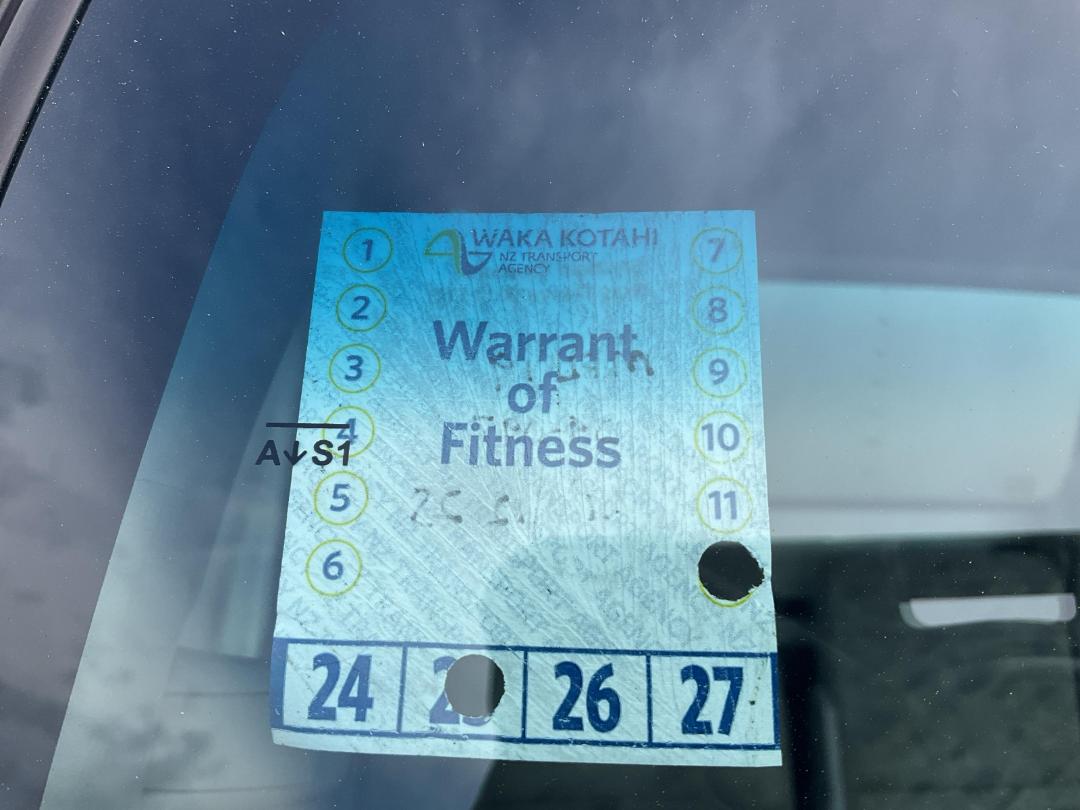 WAKA KOTAHI
NZ TRANSPORT
AGENCY
1
2
3
4
5
6
7
8
9
10
11
Warrant
of
Fitness
A↓S1
24
26 27